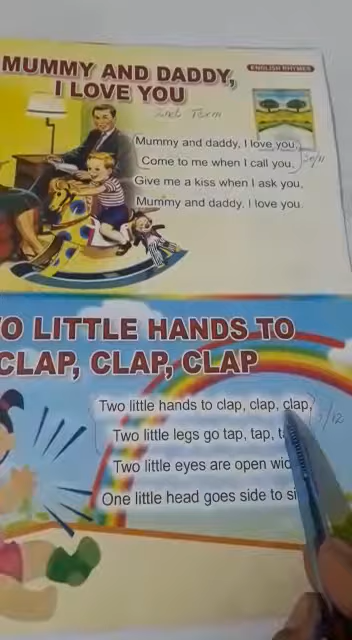 MUMMY AND DADDY,
I LOVE YOU
ENGLISH RHYMES
2nd Term
Mummy and daddy, I love you,
Come to me when I call you,
30/11
Give me a kiss when I ask you,
Mummy and daddy. I love you.
O LITTLE HANDS TO
CLAP, CLAP, CLAP
Two little hands to clap, clap, clap,
/12
Two little legs go tap, tap,
Two little eyes are open
One little head goes side to